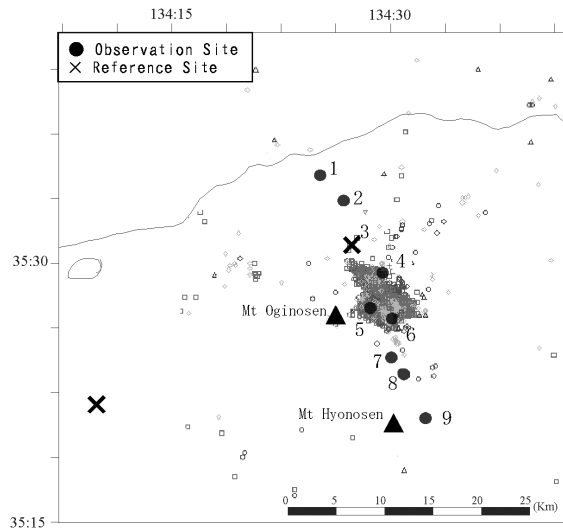 134:15 134:30
Observation Site
Reference Site
1
2
3
35:30
4
Mt Oginosen
5 6
7
8
Mt Hyonosen 9
35:15
0 5 10 15 20 25 (Km)